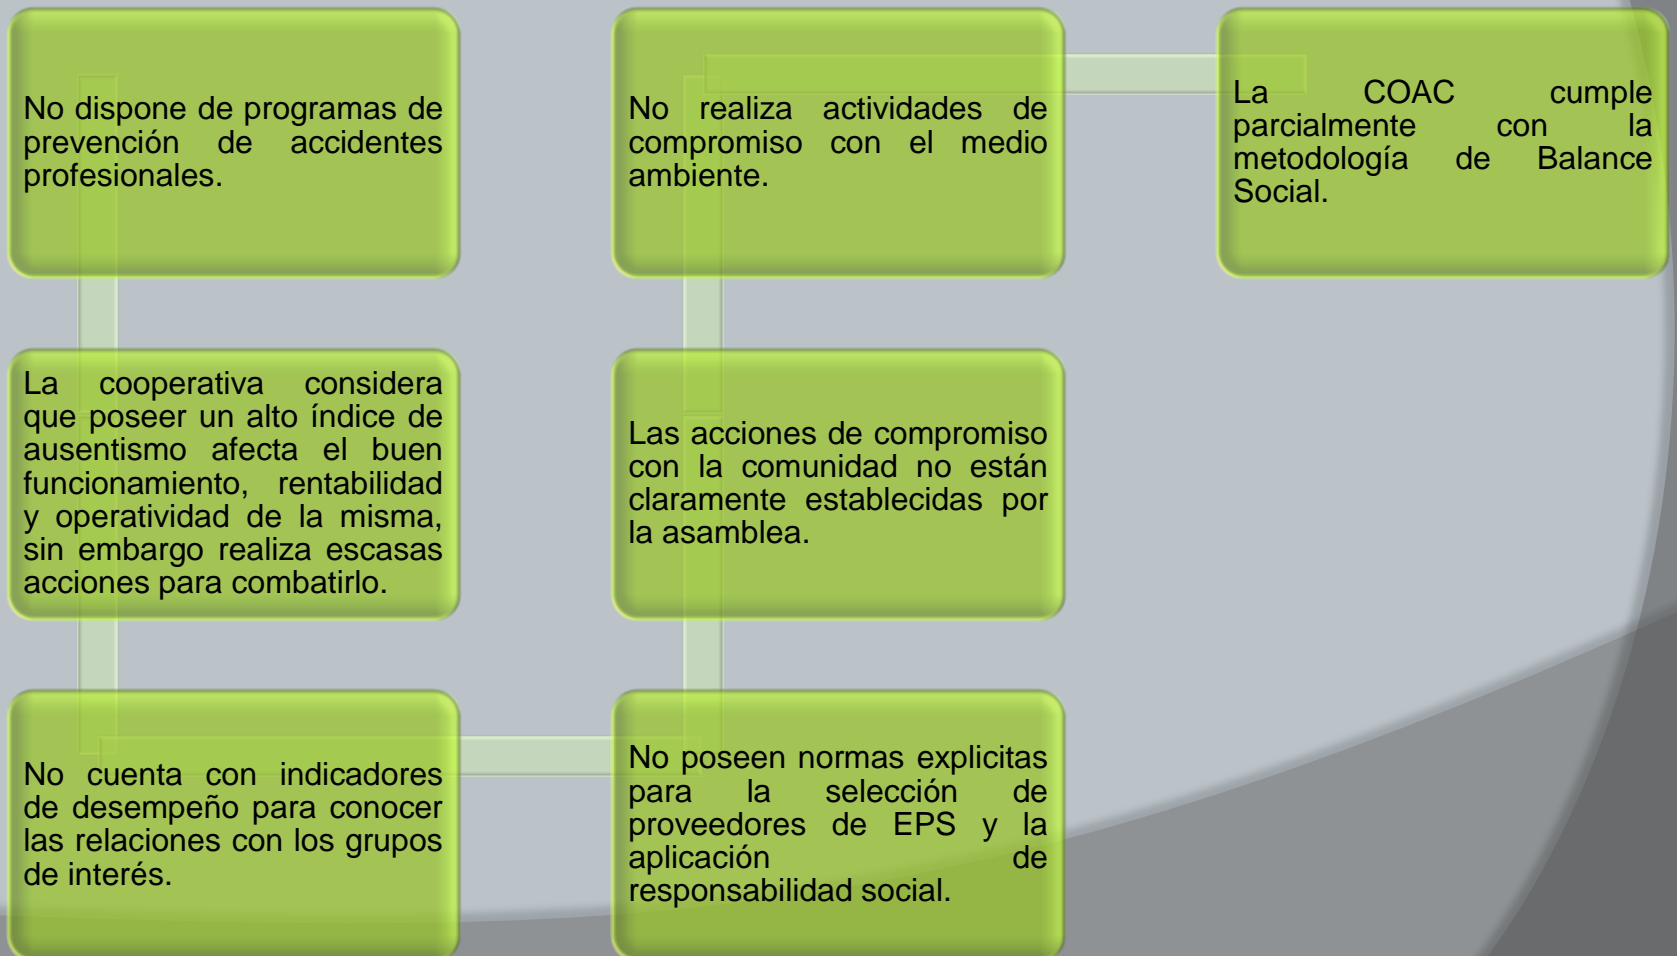 No dispone de programas de
prevención de accidentes
profesionales.
La cooperativa considera
que poseer un alto índice de
ausentismo afecta el buen
funcionamiento, rentabilidad
y operatividad de la misma,
sin embargo realiza escasas
acciones para combatirlo.
No cuenta con indicadores
de desempeño para conocer
las relaciones con los grupos
de interés.
No poseen normas explicitas
para la selección de
proveedores de EPS y la
aplicación de
responsabilidad social.
Las acciones de compromiso
con la comunidad no están
claramente establecidas por
la asamblea.
No realiza actividades de
compromiso con el medio
ambiente.
La COAC cumple
parcialmente con la
metodología de Balance
Social.